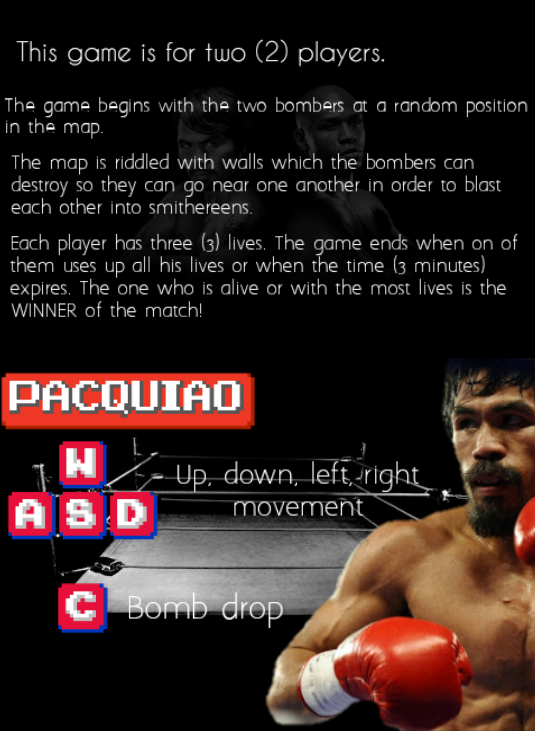 This game is for two (2) players.
The game begins with the two bombers at a random position
in the map.
The map is riddled with walls which the bombers can
destroy so they can go near one another in order to blast
each other into smithereens.
Each player has three (3) lives. The game ends when on of
them uses up all his lives or when the time (3 minutes)
expires. The one who is alive or with the most lives is the
WINNER of the match!
PACQUIAO
W
Up, down, left, right
A S D
movement
C Bomb drop